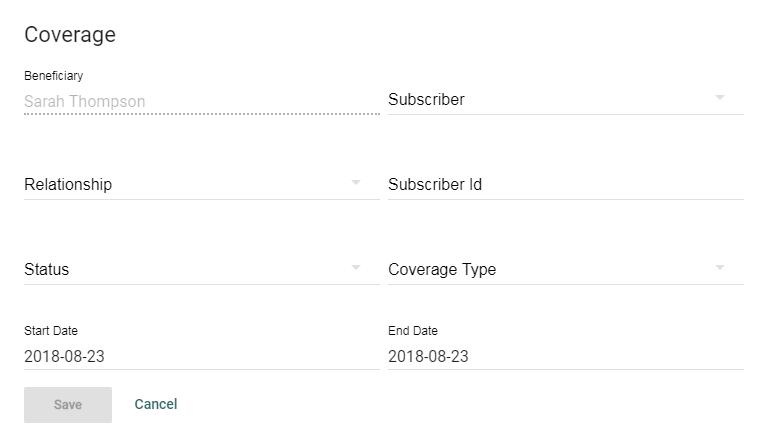 Coverage
Beneficiary
Sarah Thompson
Subscriber
Relationship
Subscriber Id
Status
Coverage Type
Start Date
End Date
2018-08-23
2018-08-23
Save
Cancel